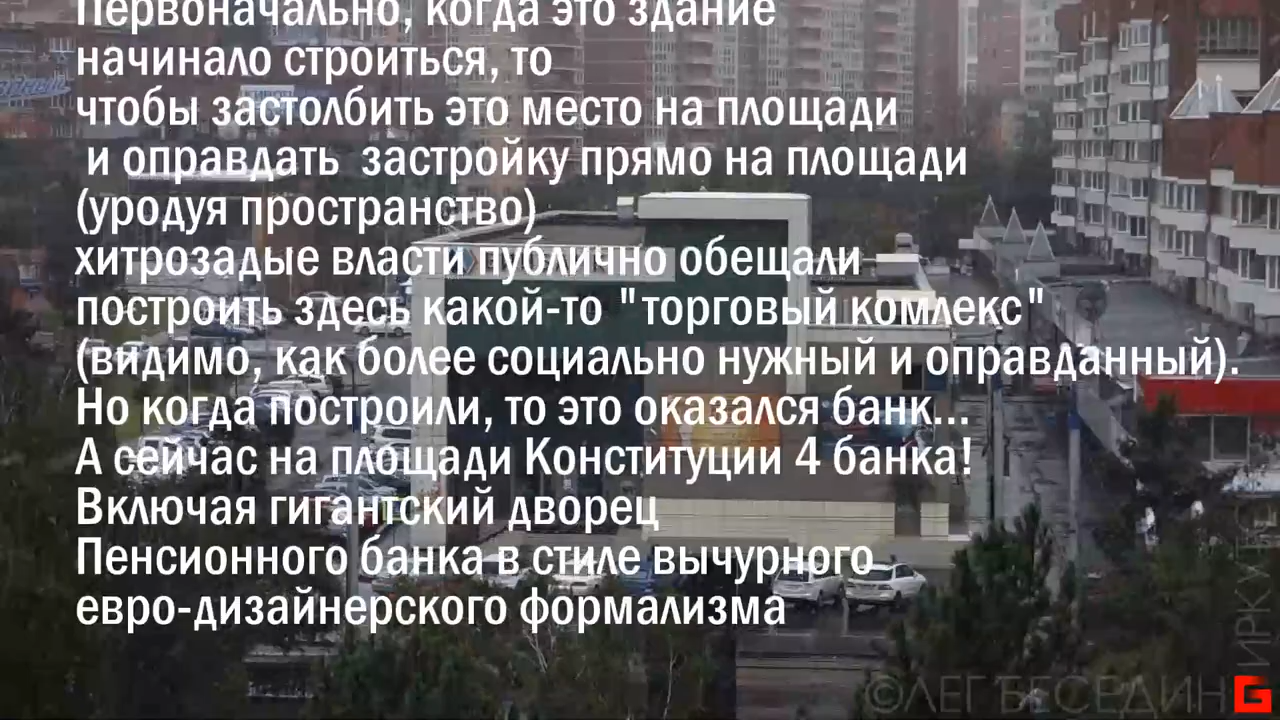 Первоначально, когда это здание
начинало строиться, то
чтобы застолбить это место на площади
и оправдать застройку прямо на площади
(уродуя пространство)
хитрозадые власти публично обещали
построить здесь какой-то "торговый комлекс"
(видимо, как более социально нужный и оправданный).
Но когда построили, то это оказался банк...
А сейчас на площади Конституции 4 банка!
Включая гигантский дворец
Пенсионного банка в стиле вычурного
евро-дизайнерского формализма
©ЛЕГ БЕСЕДИН
G